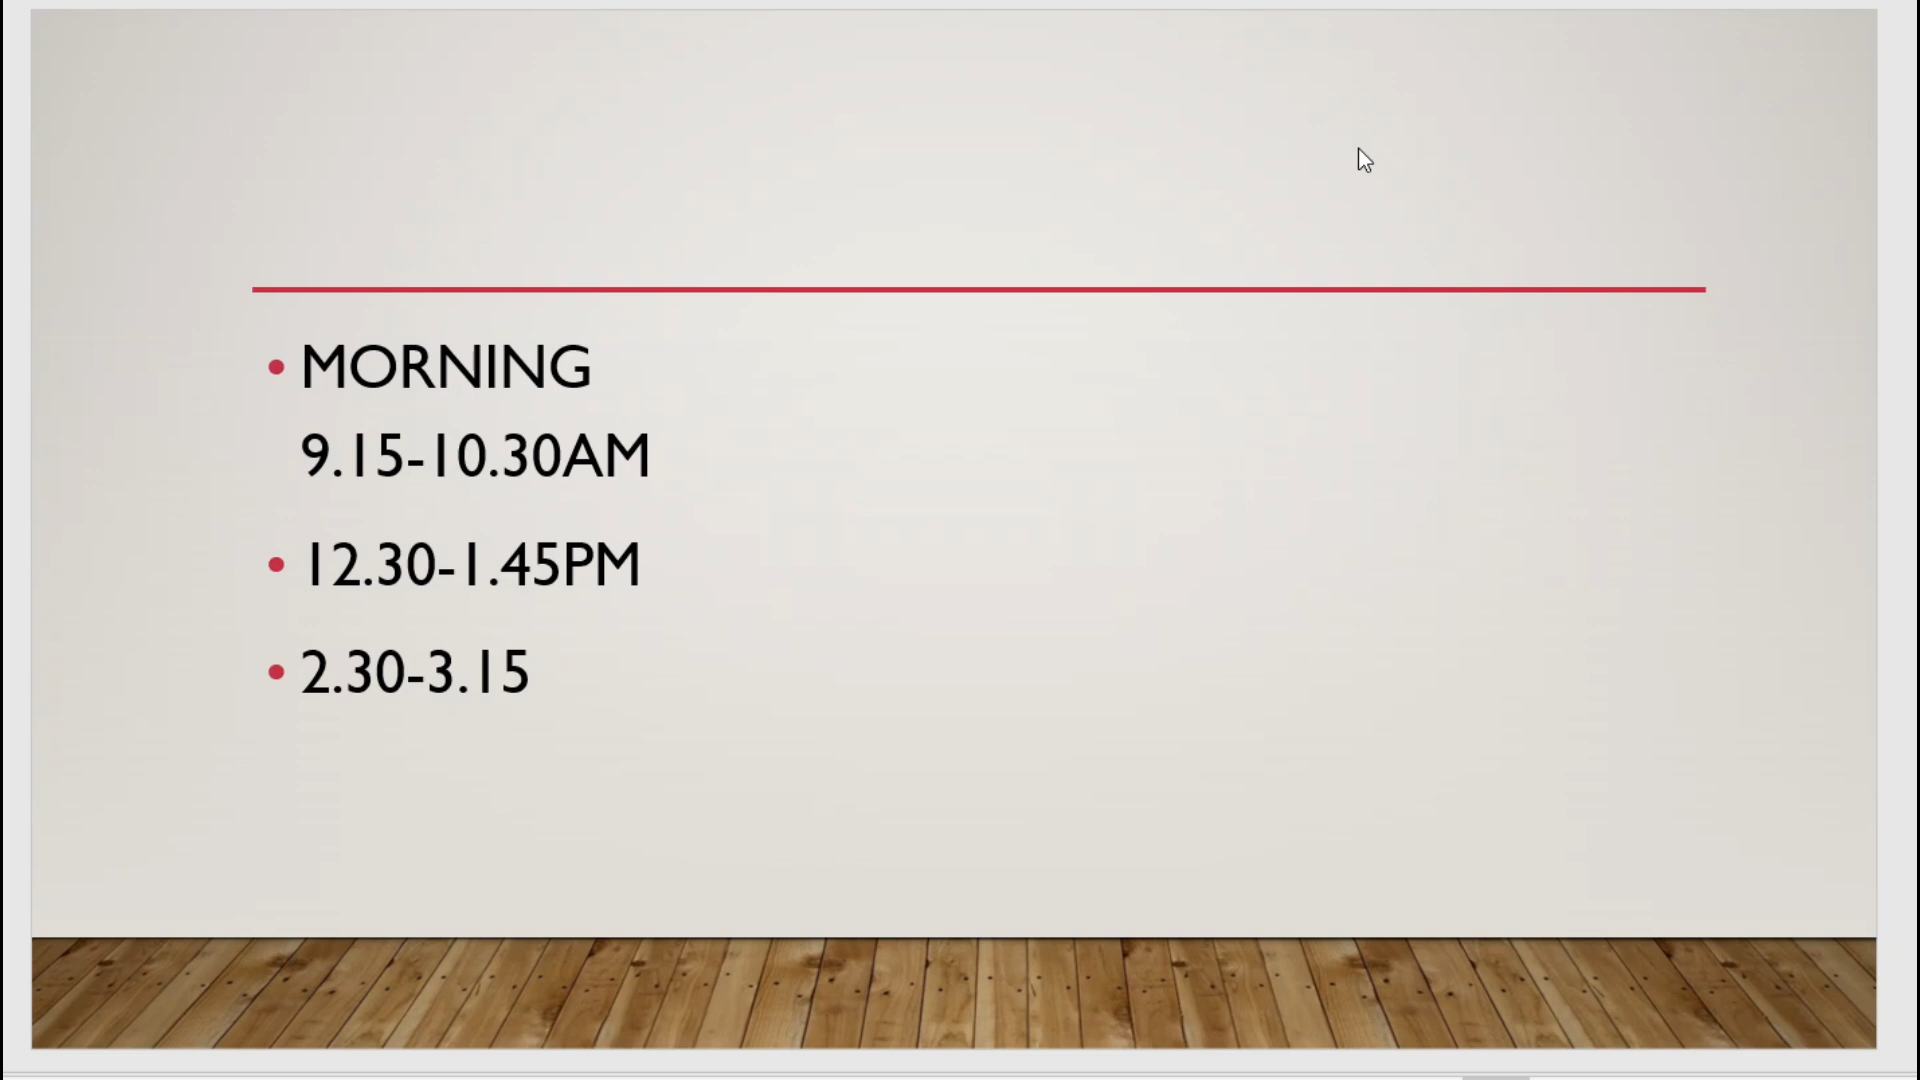 • MORNING
9.15-10.30AM
• 12.30-1.45PM
• 2.30-3.15